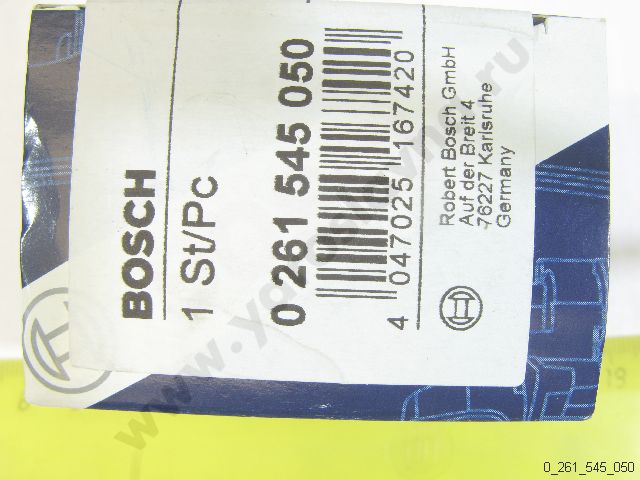 BOSCH
1 St/Pc
0 261 545 050
4 047025 167420
Robert Bosch GmbH
Auf der Breit 4
76227 Karlsruhe
Germany
19
0_261_545_050